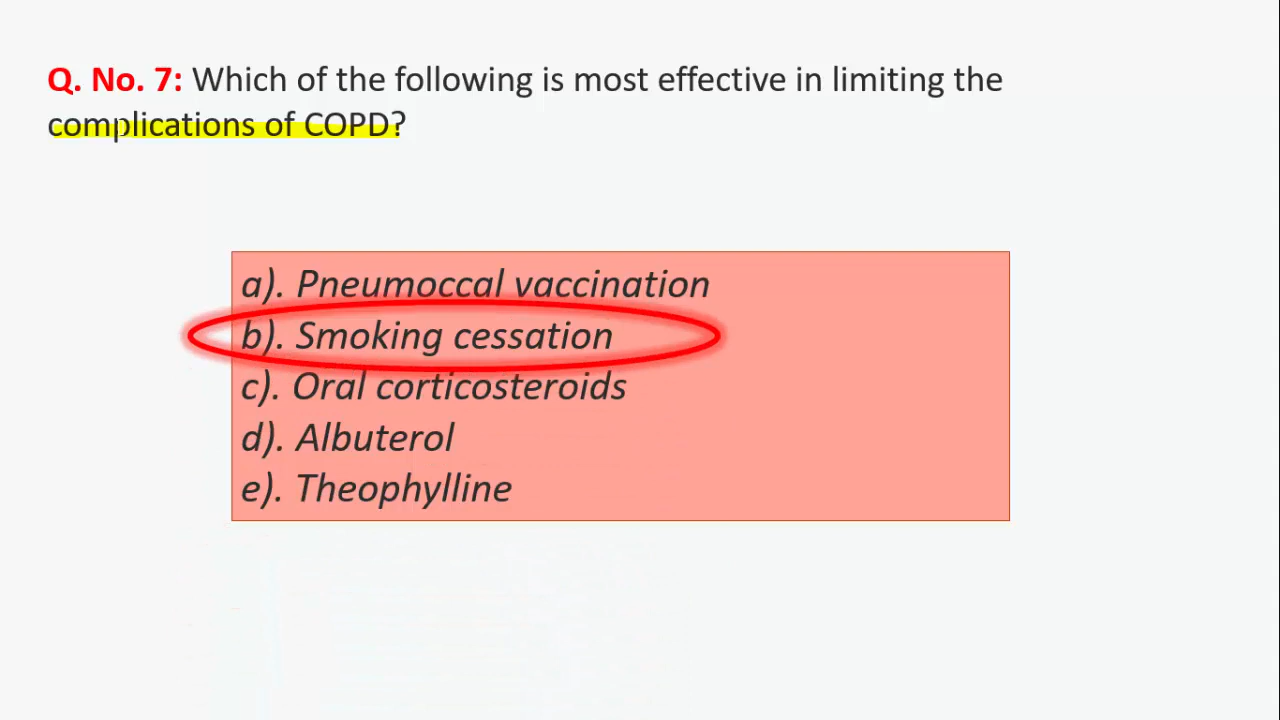 Q. No. 7: Which of the following is most effective in limiting the
complications of COPD?
a). Pneumoccal vaccination
b). Smoking cessation
c). Oral corticosteroids
d). Albuterol
e). Theophylline